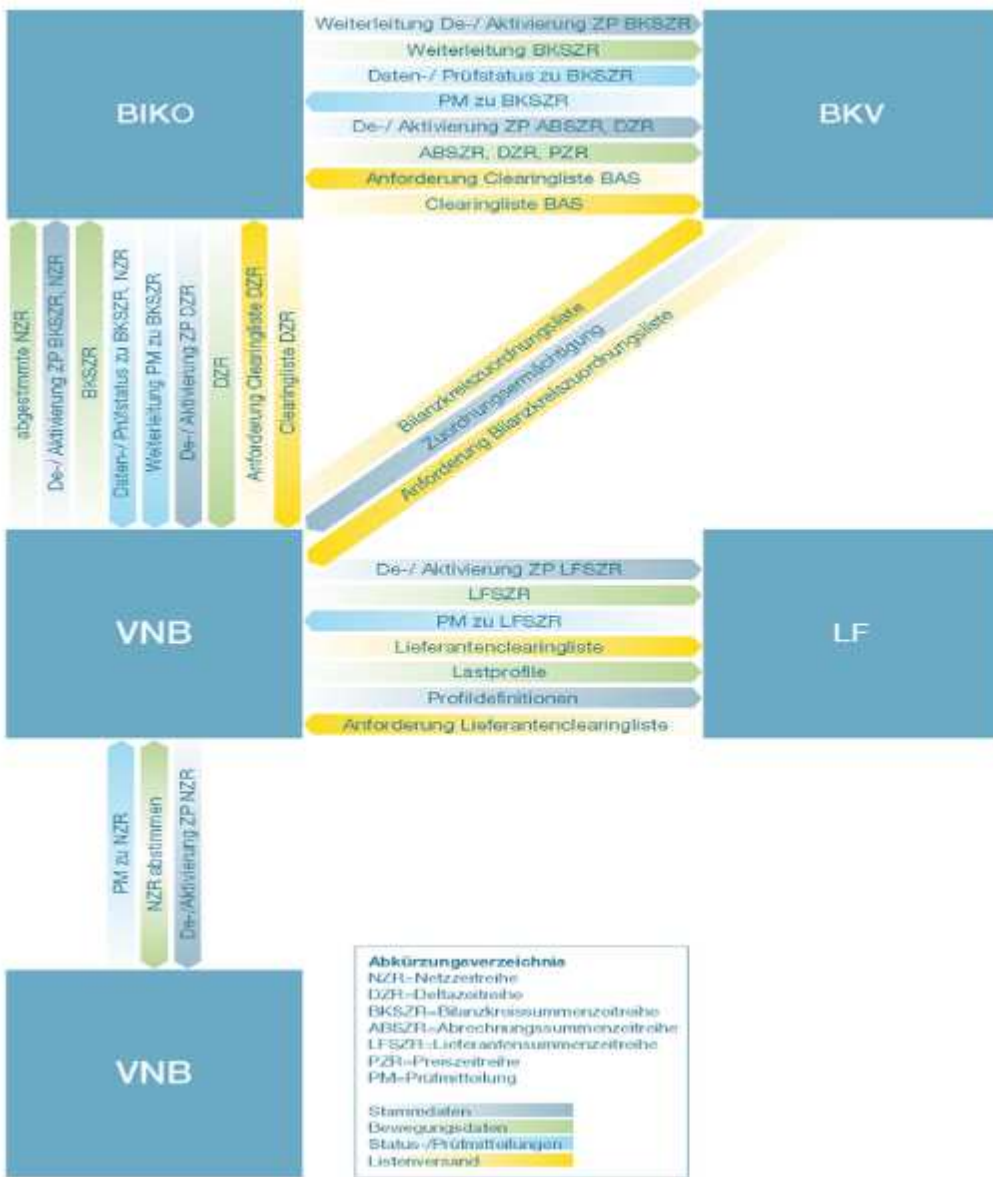 BIKO
Weiterleitung De-/ Aktivierung ZP BKSZR
Weiterleitung BKSZR
Daten-/ Prüfstatus zu BKSZR
PM zu BKSZR
De-/ Aktivierung ZP ABSZR, DZR
ABSZR, DZR, PZR
Anforderung Clearingliste BAS
Clearingliste BAS
BKV
abgestimmte NZR
De-/ Aktivierung ZP BKSZR, NZR
BKSZR
Daten-/ Prüfstatus zu BKSZR, NZR
Weiterleitung PM zu BKSZR
De-/ Aktivierung ZP DZR
DZR
Anforderung Clearingliste DZR
Clearingliste DZR
Bilanzkreiszuordnungsliste
Zuordnungsermächtigung
Anforderung Bilanzkreiszuordnungsliste
VNB
De-/ Aktivierung ZP LFSZR
LFSZR
PM zu LFSZR
Lieferantenclearingliste
Lastprofile
Profildefinitionen
Anforderung Lieferantenclearingliste
LF
PM zu NZR
NZR abstimmen
De-/Aktivierung ZP NZR
VNB
Abkürzungsverzeichnis
NZR=Netzzeitreihe
DZR=Deltazeitreihe
BKSZR=Bilanzkreissummenzeitreihe
ABSZR=Abrechnungssummenzeitreihe
LFSZR=Lieferantensummenzeitreihe
PZR=Preiszeitreihe
PM=Prüfmitteilung
Stammdaten
Bewegungsdaten
Status-/Prüfmitteilungen
Listenversand